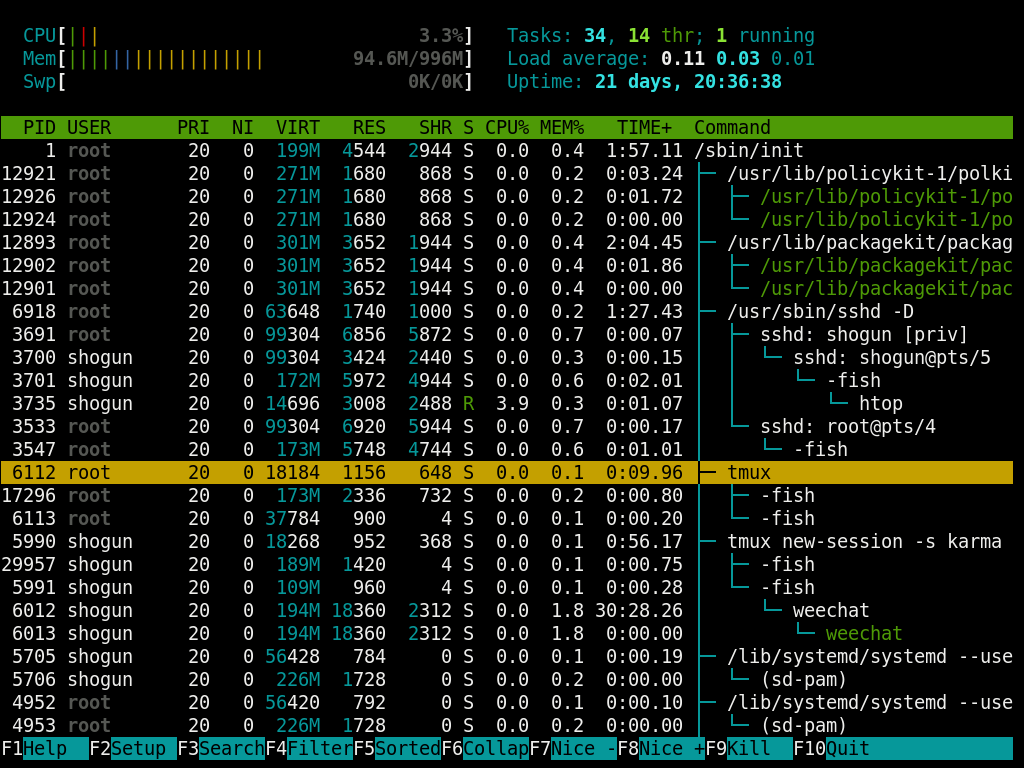 CPU[||| 3.3%] Tasks: 34, 14 thr; 1 running
Mem[|||||||||||||||||| 94.6M/996M] Load average: 0.11 0.03 0.01
Swp[ 0K/0K] Uptime: 21 days, 20:36:38
PID USER PRI NI VIRT RES SHR S CPU% MEM% TIME+ Command
1 root 20 0 199M 4544 2944 S 0.0 0.4 1:57.11 /sbin/init
12921 root 20 0 271M 1680 868 S 0.0 0.2 0:03.24 ├─ /usr/lib/policykit-1/polki
12926 root 20 0 271M 1680 868 S 0.0 0.2 0:01.72 │ ├─ /usr/lib/policykit-1/po
12924 root 20 0 271M 1680 868 S 0.0 0.2 0:00.00 │ └─ /usr/lib/policykit-1/po
12893 root 20 0 301M 3652 1944 S 0.0 0.4 2:04.45 ├─ /usr/lib/packagekit/packag
12902 root 20 0 301M 3652 1944 S 0.0 0.4 0:01.86 │ ├─ /usr/lib/packagekit/pac
12901 root 20 0 301M 3652 1944 S 0.0 0.4 0:00.00 │ └─ /usr/lib/packagekit/pac
6918 root 20 0 63648 1740 1000 S 0.0 0.2 1:27.43 ├─ /usr/sbin/sshd -D
3691 root 20 0 99304 6856 5872 S 0.0 0.7 0:00.07 │ ├─ sshd: shogun [priv]
3700 shogun 20 0 99304 3424 2440 S 0.0 0.3 0:00.15 │ │ └─ sshd: shogun@pts/5
3701 shogun 20 0 172M 5972 4944 S 0.0 0.6 0:02.01 │ │ └─ -fish
3735 shogun 20 0 14696 3008 2488 R 3.9 0.3 0:01.07 │ │ └─ htop
3533 root 20 0 99304 6920 5944 S 0.0 0.7 0:00.17 │ └─ sshd: root@pts/4
3547 root 20 0 173M 5748 4744 S 0.0 0.6 0:01.01 │ └─ -fish
6112 root 20 0 18184 1156 648 S 0.0 0.1 0:09.96 ├─ tmux
17296 root 20 0 173M 2336 732 S 0.0 0.2 0:00.80 │ ├─ -fish
6113 root 20 0 37784 900 4 S 0.0 0.1 0:00.20 │ └─ -fish
5990 shogun 20 0 18268 952 368 S 0.0 0.1 0:56.17 ├─ tmux new-session -s karma
29957 shogun 20 0 189M 1420 4 S 0.0 0.1 0:00.75 │ ├─ -fish
5991 shogun 20 0 109M 960 4 S 0.0 0.1 0:00.28 │ └─ -fish
6012 shogun 20 0 194M 18360 2312 S 0.0 1.8 30:28.26 │ └─ weechat
6013 shogun 20 0 194M 18360 2312 S 0.0 1.8 0:00.00 │ └─ weechat
5705 shogun 20 0 56428 784 0 S 0.0 0.1 0:00.19 ├─ /lib/systemd/systemd --use
5706 shogun 20 0 226M 1728 0 S 0.0 0.2 0:00.00 │ └─ (sd-pam)
4952 root 20 0 56420 792 0 S 0.0 0.1 0:00.10 ├─ /lib/systemd/systemd --use
4953 root 20 0 226M 1728 0 S 0.0 0.2 0:00.00 │ └─ (sd-pam)
F1Help F2Setup F3SearchF4FilterF5SortedF6CollapF7Nice -F8Nice +F9Kill F10Quit